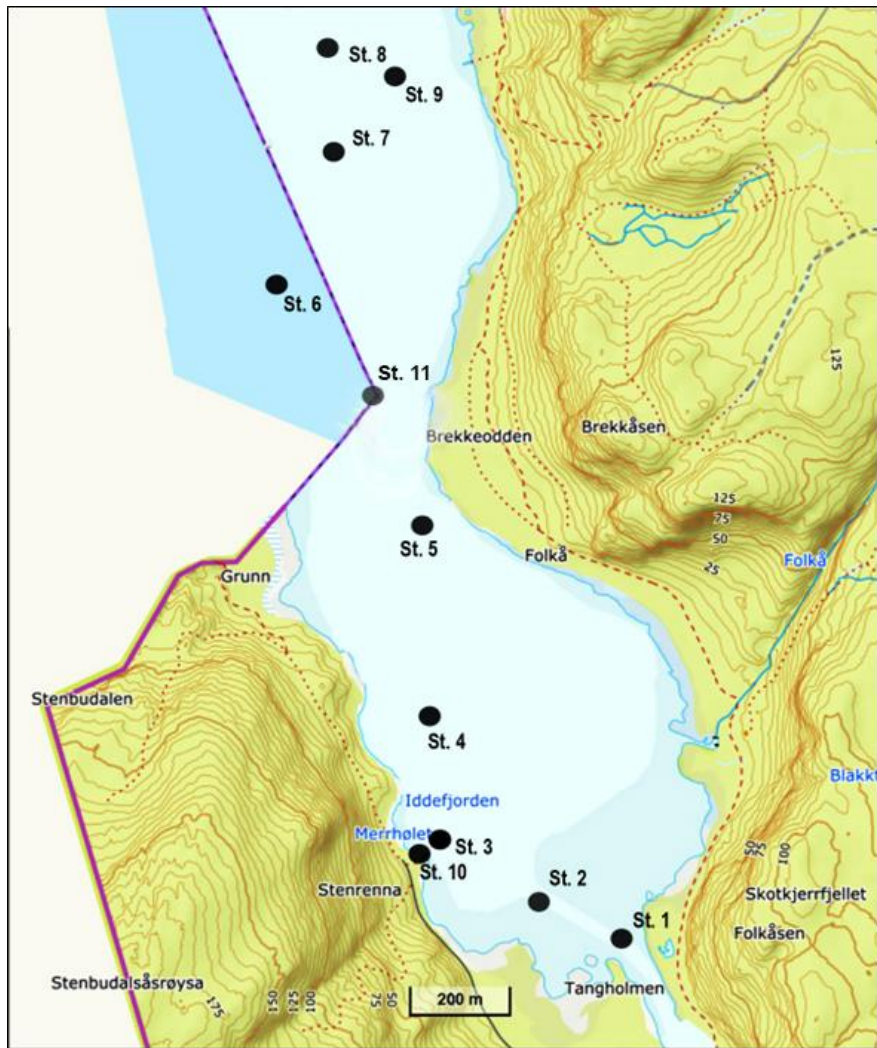 St. 8
St. 9
St. 7
St. 6
125
St. 11
Brekkeodden
Brekkåsen
125
75
50
St. 5
Folkå
Folkå
25
Grunn
Stenbudalen
St. 4
Blakkt
Iddefjorden
Merrhølet
St. 3
50
75
100
St. 10
Stenrenna
St. 2
Skotkjerrfjellet
St. 1
Folkåsen
Stenbudalsåsrøysa
Tangholmen
175
150
125
100
75
50
200 m